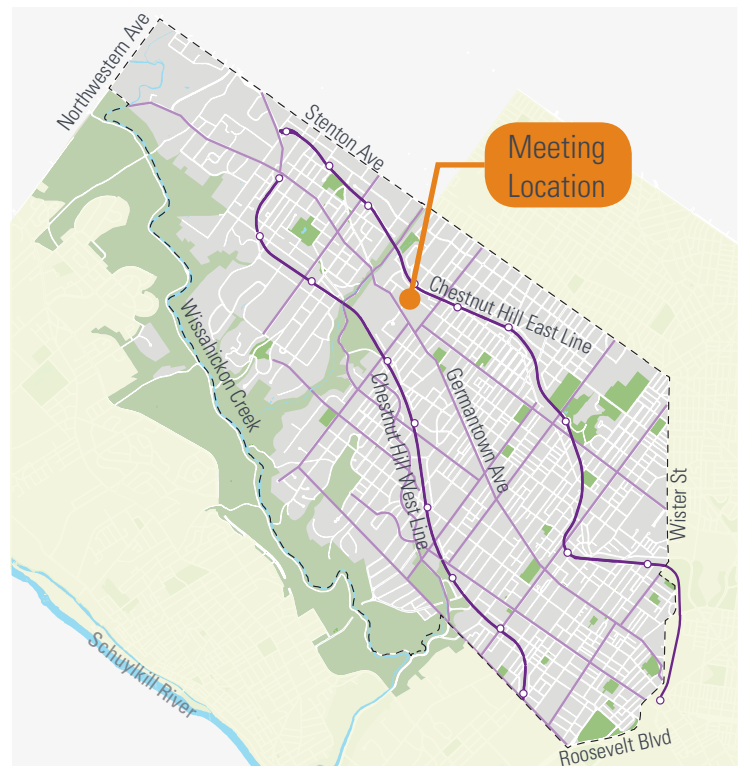 Northwestern Ave
Stenton Ave
Meeting
Location
Chestnut Hill East Line
Wissahickon Creek
Germantown Ave
Chestnut Hill West Line
Wister St
Schuylkill River
Roosevelt Blvd